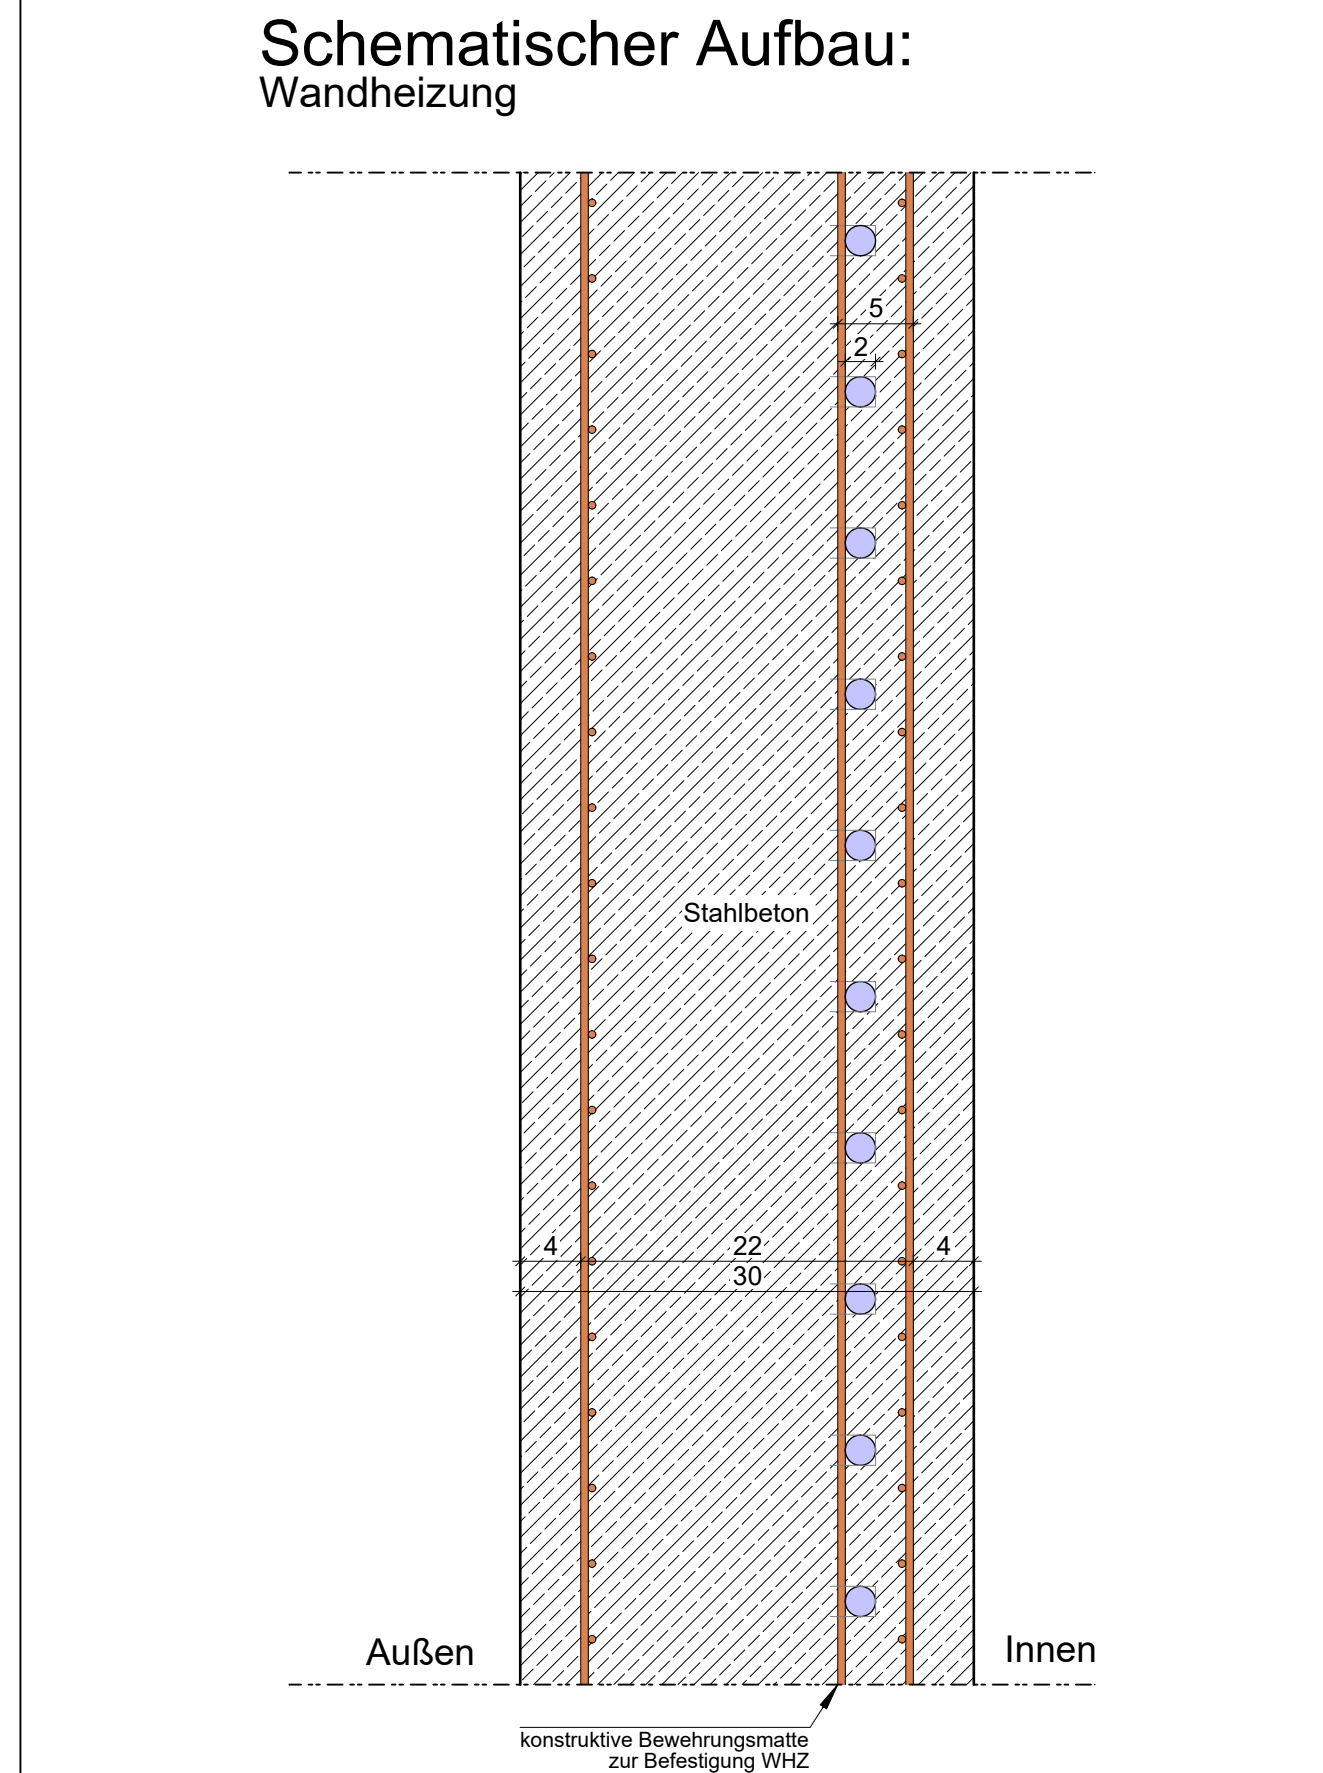 Schematischer Aufbau:
Wandheizung
5
2
Stahlbeton
4 22 4
30
Außen Innen
konstruktive Bewehrungsmatte
zur Befestigung WHZ